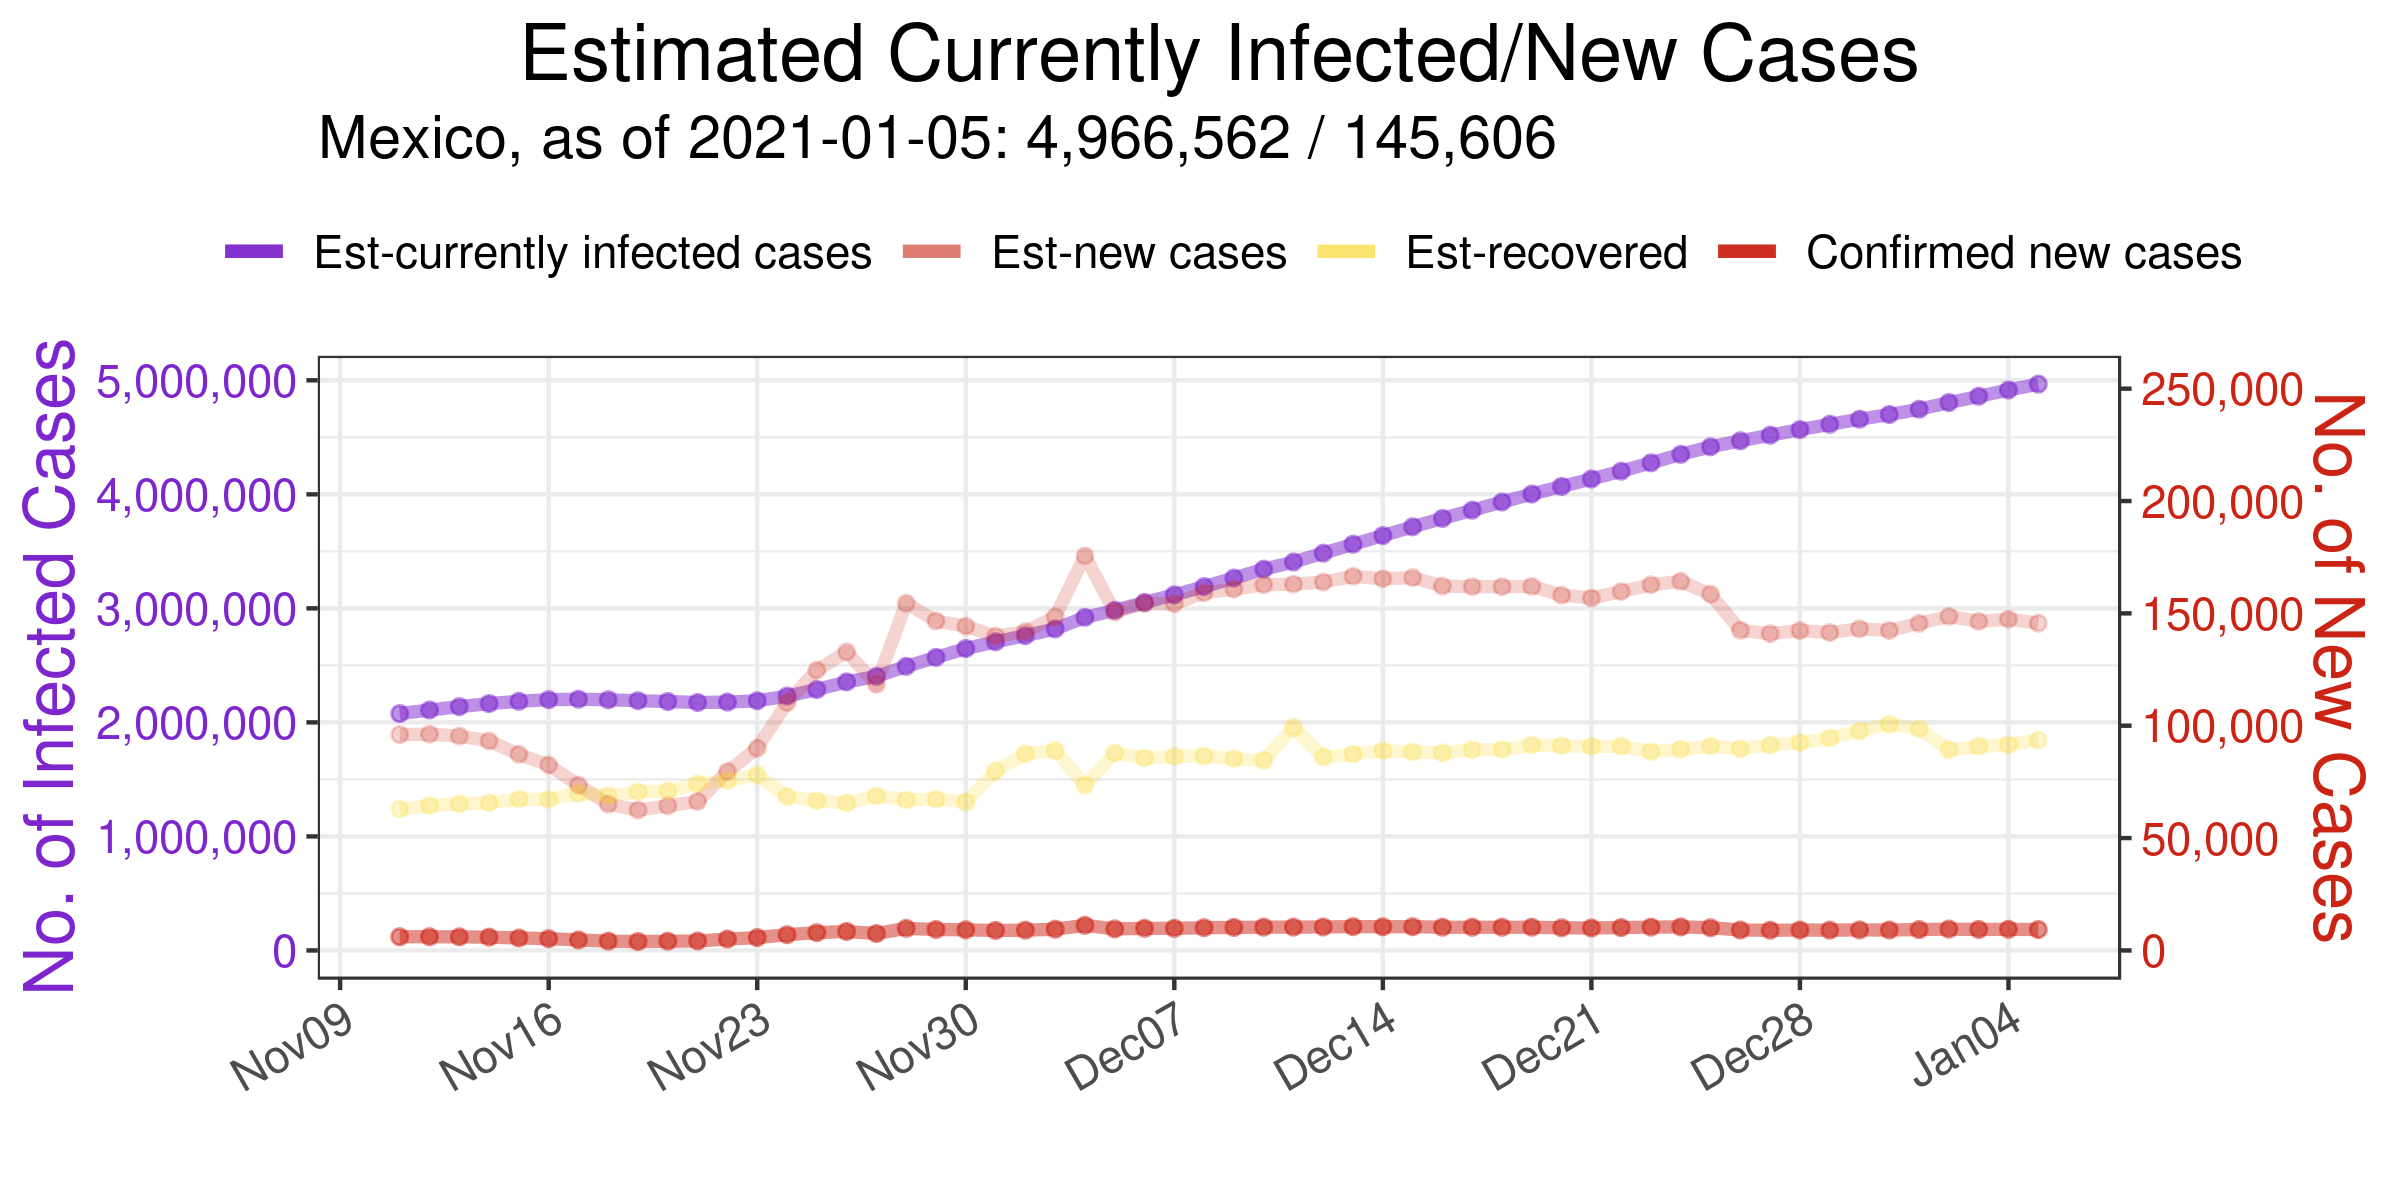 Estimated Currently Infected/New Cases
Mexico, as of 2021-01-05: 4,966,562 / 145,606
Est-currently infected cases Est-new cases Est-recovered Confirmed new cases
No. of Infected Cases
5,000,000
4,000,000
3,000,000
2,000,000
1,000,000
0
250,000
200,000
150,000
100,000
50,000
0
No. of New Cases
Nov09 Nov16 Nov23 Nov30 Dec07 Dec14 Dec21 Dec28 Jan04